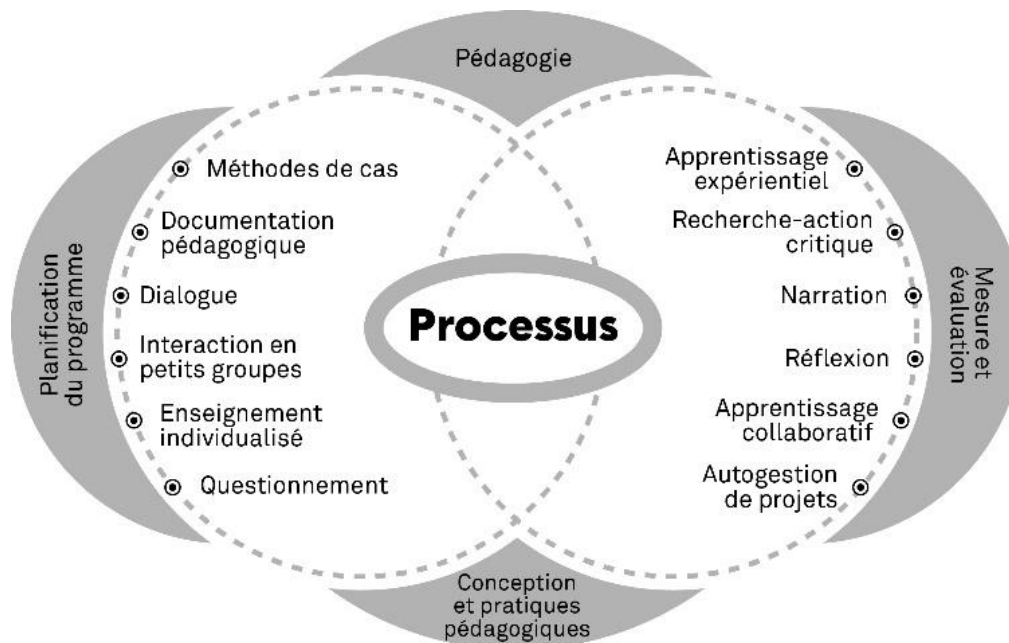 Pédagogie
Planification
du programme
Méthodes de cas
Documentation
pédagogique
Dialogue
Interaction en
petits groupes
Enseignement
individualisé
Questionnement
Processus
Apprentissage
expérientiel
Recherche-action
critique
Narration
Réflexion
Apprentissage
collaboratif
Autogestion
de projets
Mesure et
évaluation
Conception
et pratiques
pédagogiques